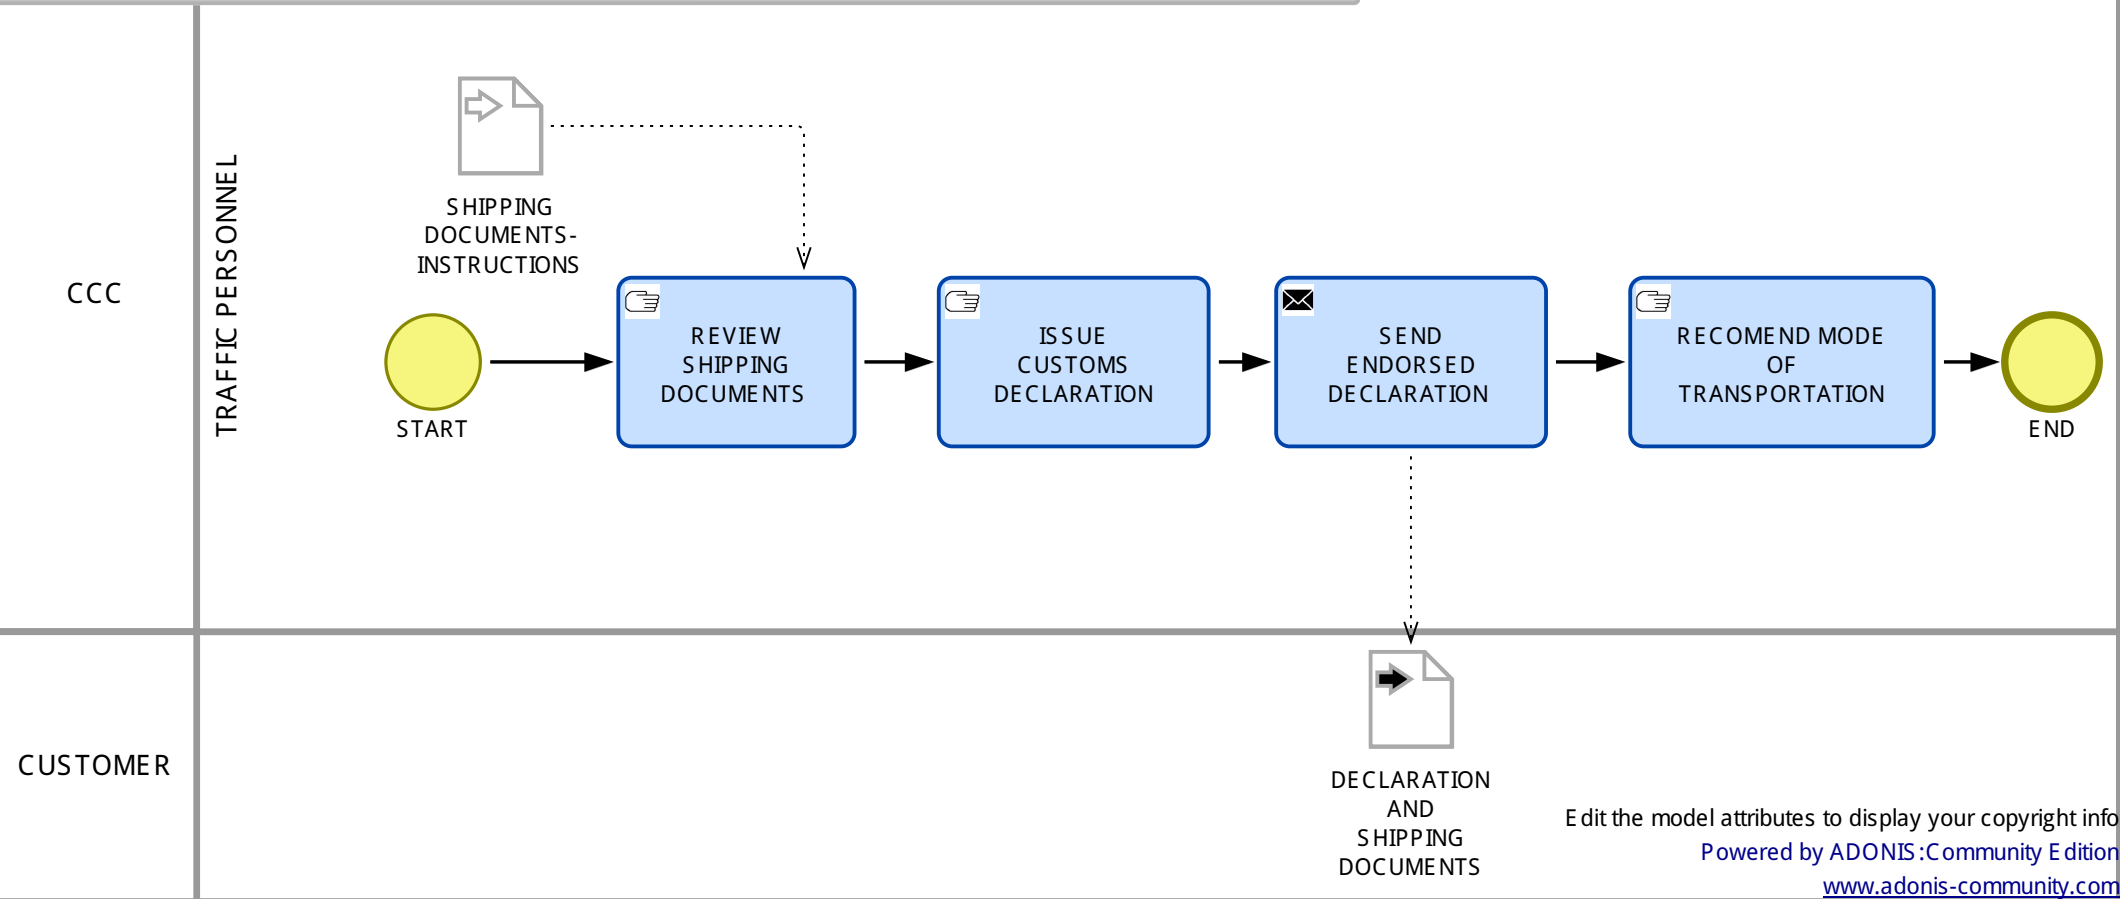 CCC
TRAFFIC PERSONNEL
SHIPPING
DOCUMENTS-
INSTRUCTIONS
START
REVIEW
SHIPPING
DOCUMENTS
ISSUE
CUSTOMS
DECLARATION
SEND
ENDORSED
DECLARATION
RECOMEND MODE
OF
TRANSPORTATION
END
CUSTOMER
DECLARATION
AND
SHIPPING
DOCUMENTS
Edit the model attributes to display your copyright info
Powered by ADONIS:Community Edition
www.adonis-community.com